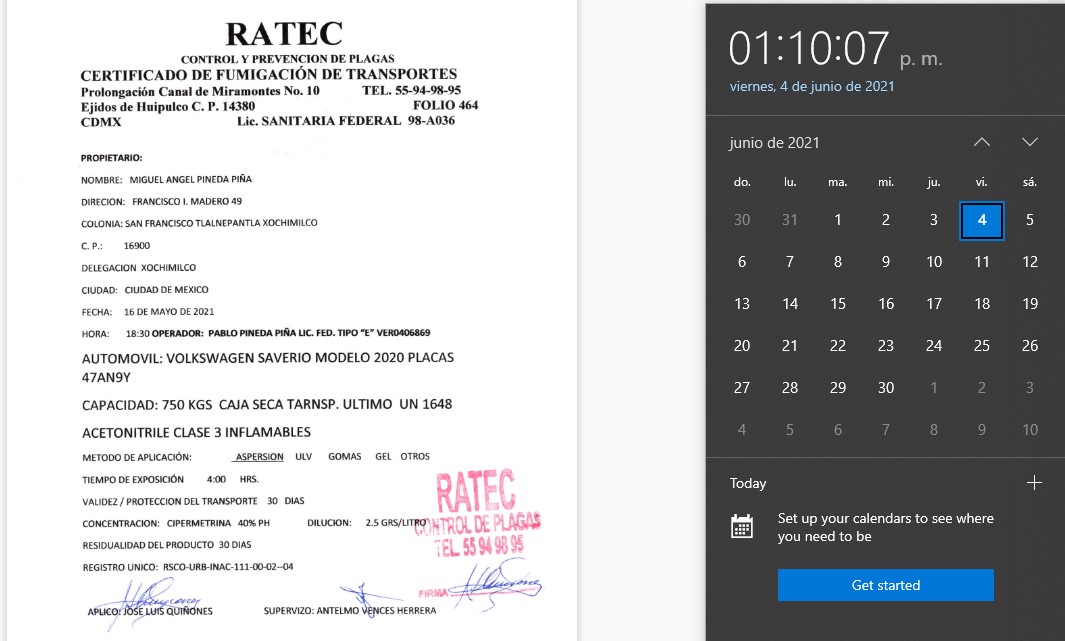 RATEC
CONTROL Y PREVENCION DE PLAGAS
CERTIFICADO DE FUMIGACIÓN DE TRANSPORTES
Prolongación Canal de Miramontes No. 10 TEL. 55-94-98-95
Ejidos de Huipulco C. P. 14380 FOLIO 464
CDMX Lic. SANITARIA FEDERAL 98-A036
PROPIETARIO:
NOMBRE: MIGUEL ANGEL PINEDA PIÑA
DIRECION: FRANCISCO I. MADERO 49
COLONIA: SAN FRANCISCO TLALNEPANTLA XOCHIMILCO
C. P.: 16900
DELEGACION XOCHIMILCO
CIUDAD: CIUDAD DE MEXICO
FECHA: 16 DE MAYO DE 2021
HORA: 18:30 OPERADOR: PABLO PINEDA PIÑA LIC. FED. TIPO “E” VER0406869
AUTOMOVIL: VOLKSWAGEN SAVERIO MODELO 2020 PLACAS
47AN9Y
CAPACIDAD: 750 KGS CAJA SECA TARNSP. ULTIMO UN 1648
ACETONITRILE CLASE 3 INFLAMABLES
METODO DE APLICACIÓN: ASPERSION ULV GOMAS GEL OTROS
TIEMPO DE EXPOSICIÓN 4:00 HRS.
VALIDEZ / PROTECCION DEL TRANSPORTE 30 DIAS
CONCENTRACION: CIPERMETRINA 40% PH DILUCION: 2.5 GRS/LITRO
RESIDUALIDAD DEL PRODUCTO 30 DIAS
REGISTRO UNICO: RSCO-URB-INAC-111-00-02--04
RATEC
CONTROL DE PLAGAS
TEL. 55 94 98 95
FIRMA
APLICO: JOSE LUIS QUIÑONES SUPERVIZO: ANTELMO VENCES HERRERA
01:10:07 p. m.
viernes, 4 de junio de 2021
junio de 2021
do. lu. ma. mi. ju. vi. sá.
30 31 1 2 3 4 5
6 7 8 9 10 11 12
13 14 15 16 17 18 19
20 21 22 23 24 25 26
27 28 29 30 1 2 3
4 5 6 7 8 9 10
Today
Set up your calendars to see where
you need to be
Get started